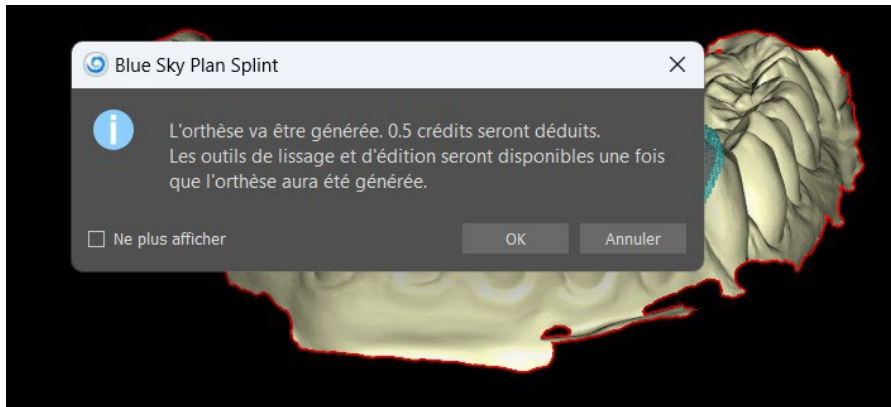 Blue Sky Plan Splint
L'orthèse va être générée. 0.5 crédits seront déduits.
Les outils de lissage et d'édition seront disponibles une fois
que l'orthèse aura été générée.
Ne plus afficher
OK
Annuler